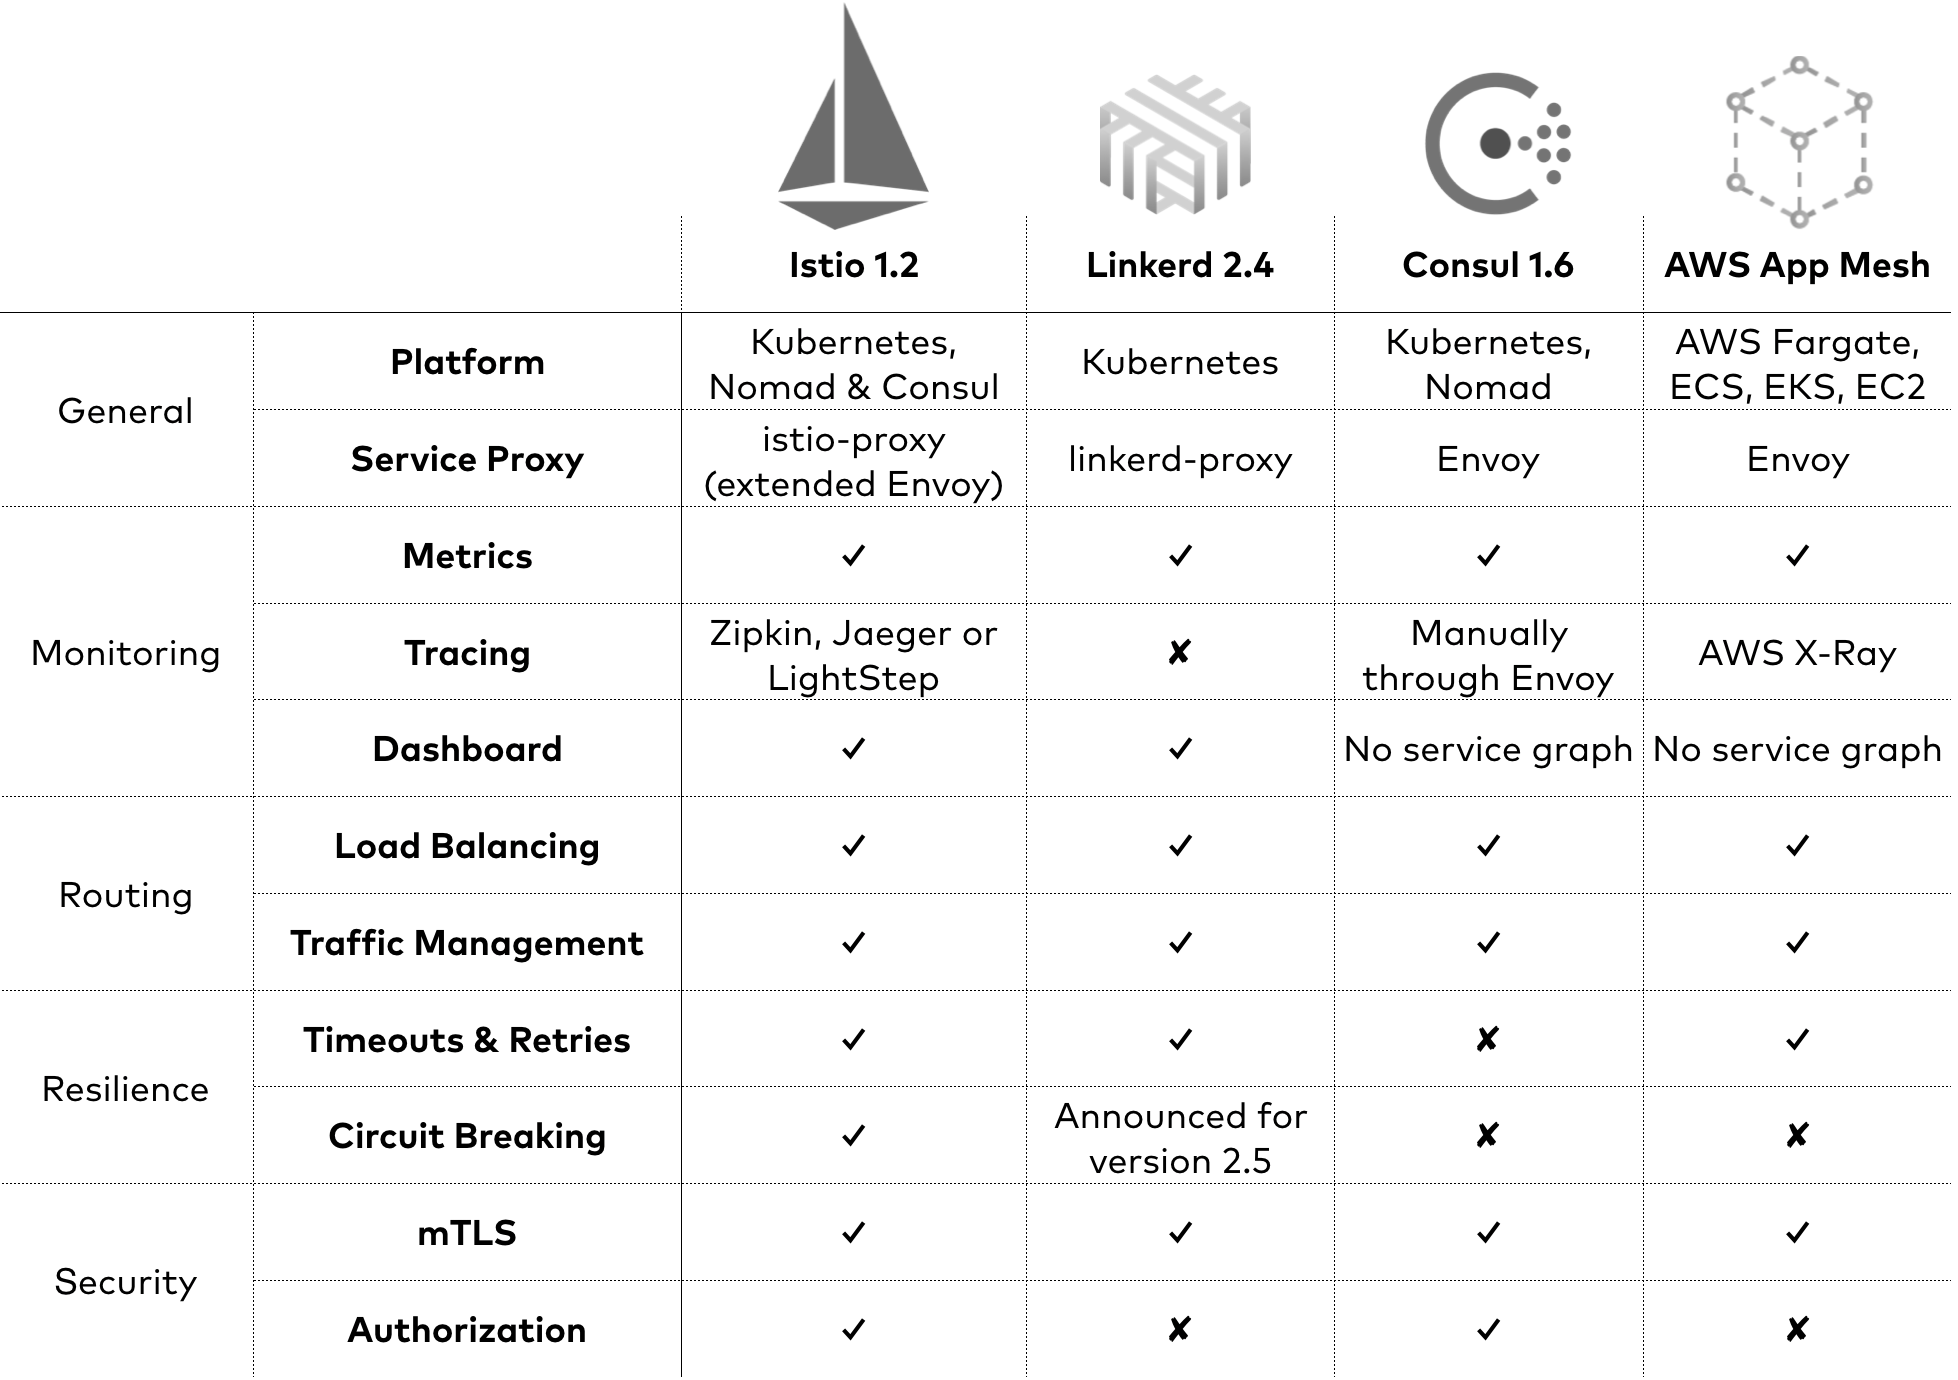 Istio 1.2
Linkerd 2.4
Consul 1.6
AWS App Mesh
General
Platform
Kubernetes,
Nomad & Consul
Kubernetes
Kubernetes,
Nomad
AWS Fargate,
ECS, EKS, EC2
Service Proxy
istio-proxy
(extended Envoy)
linkerd-proxy
Envoy
Envoy
Monitoring
Metrics
✓
✓
✓
✓
Tracing
Zipkin, Jaeger or
LightStep
✘
Manually
through Envoy
AWS X-Ray
Dashboard
✓
✓
No service graph
No service graph
Routing
Load Balancing
✓
✓
✓
✓
Traffic Management
✓
✓
✓
✓
Resilience
Timeouts & Retries
✓
✓
✘
✓
Circuit Breaking
✓
Announced for
version 2.5
✘
✘
Security
mTLS
✓
✓
✓
✓
Authorization
✓
✘
✓
✘